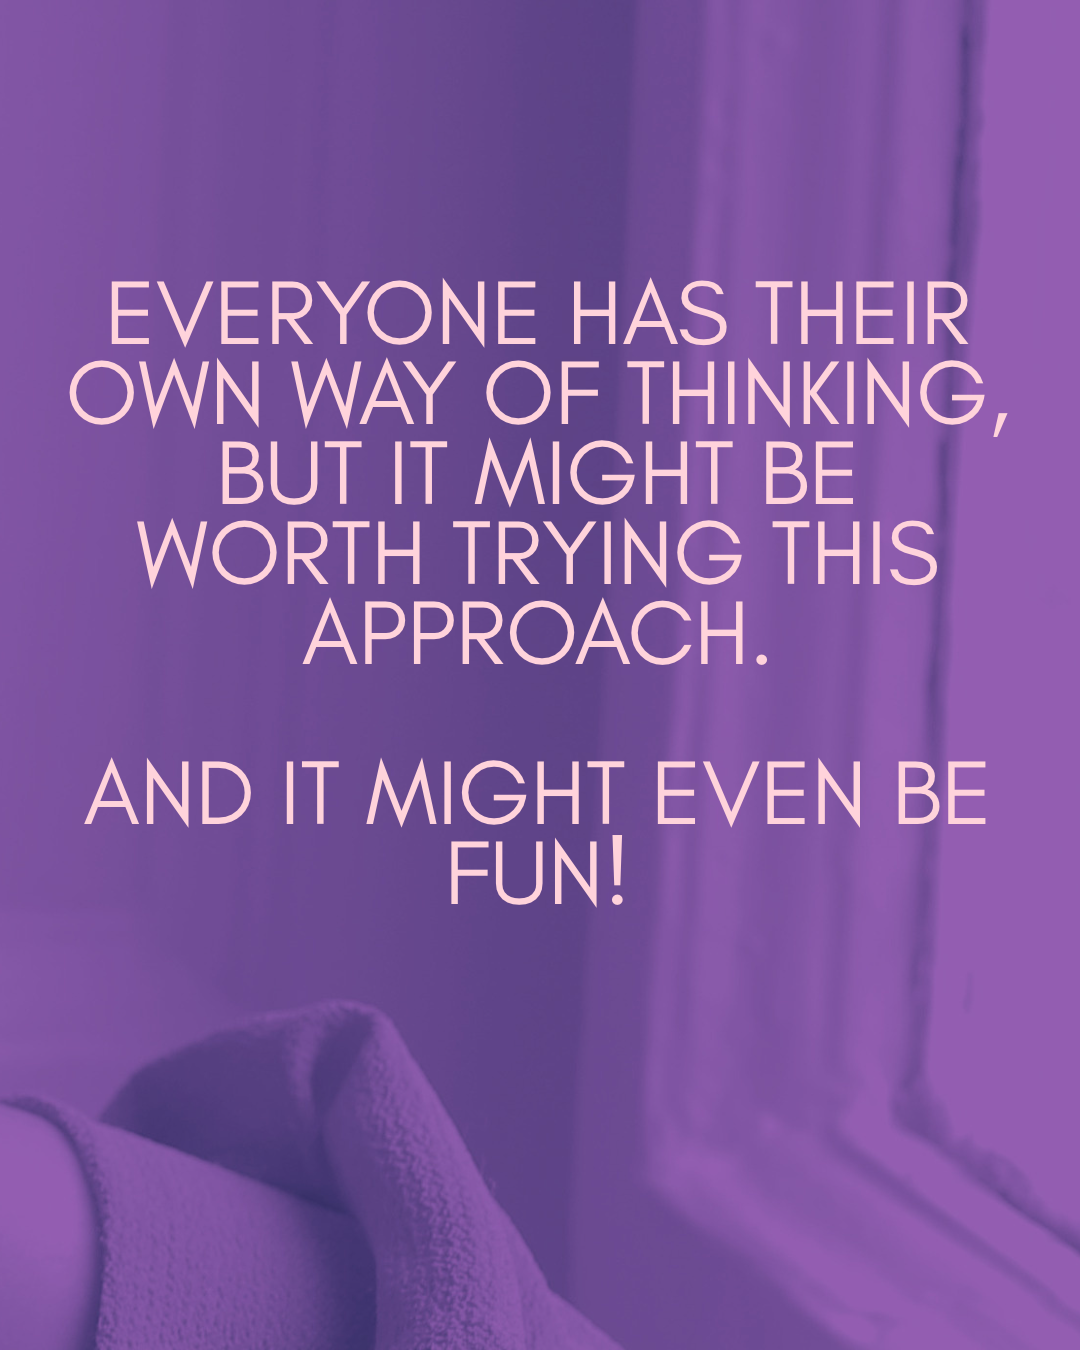 EVERYONE HAS THEIR
OWN WAY OF THINKING,
BUT IT MIGHT BE
WORTH TRYING THIS
APPROACH.
AND IT MIGHT EVEN BE
FUN!